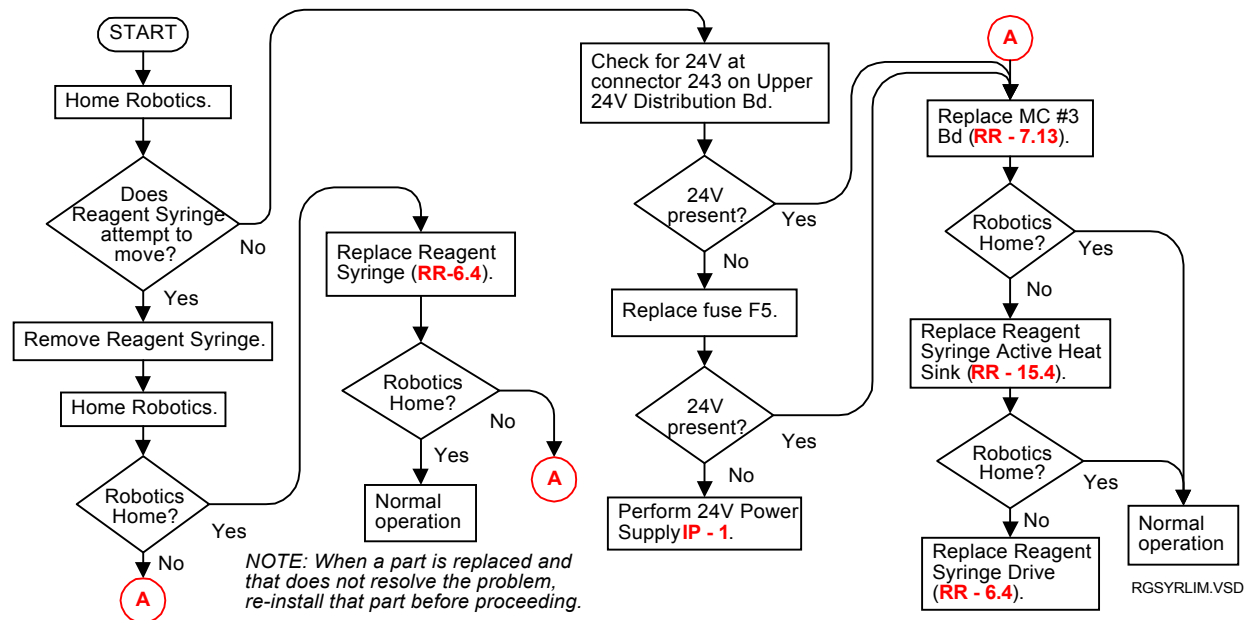 START
Home Robotics.
Does
Reagent Syringe
attempt to
move?
No
Yes
Remove Reagent Syringe.
Home Robotics.
Robotics
Home?
Yes
No
A
Replace Reagent
Syringe (RR-6.4).
Robotics
Home?
No
Yes
A
Normal
operation
NOTE: When a part is replaced and
that does not resolve the problem,
re-install that part before proceeding.
Check for 24V at
connector 243 on Upper
24V Distribution Bd.
24V
present?
Yes
No
Replace fuse F5.
24V
present?
Yes
No
Perform 24V Power
Supply IP - 1.
A
Replace MC #3
Bd (RR - 7.13).
Robotics
Home?
Yes
No
Replace Reagent
Syringe Active Heat
Sink (RR - 15.4).
Robotics
Home?
Yes
No
Replace Reagent
Syringe Drive
(RR - 6.4).
Normal
operation
RGSYRLIM.VSD